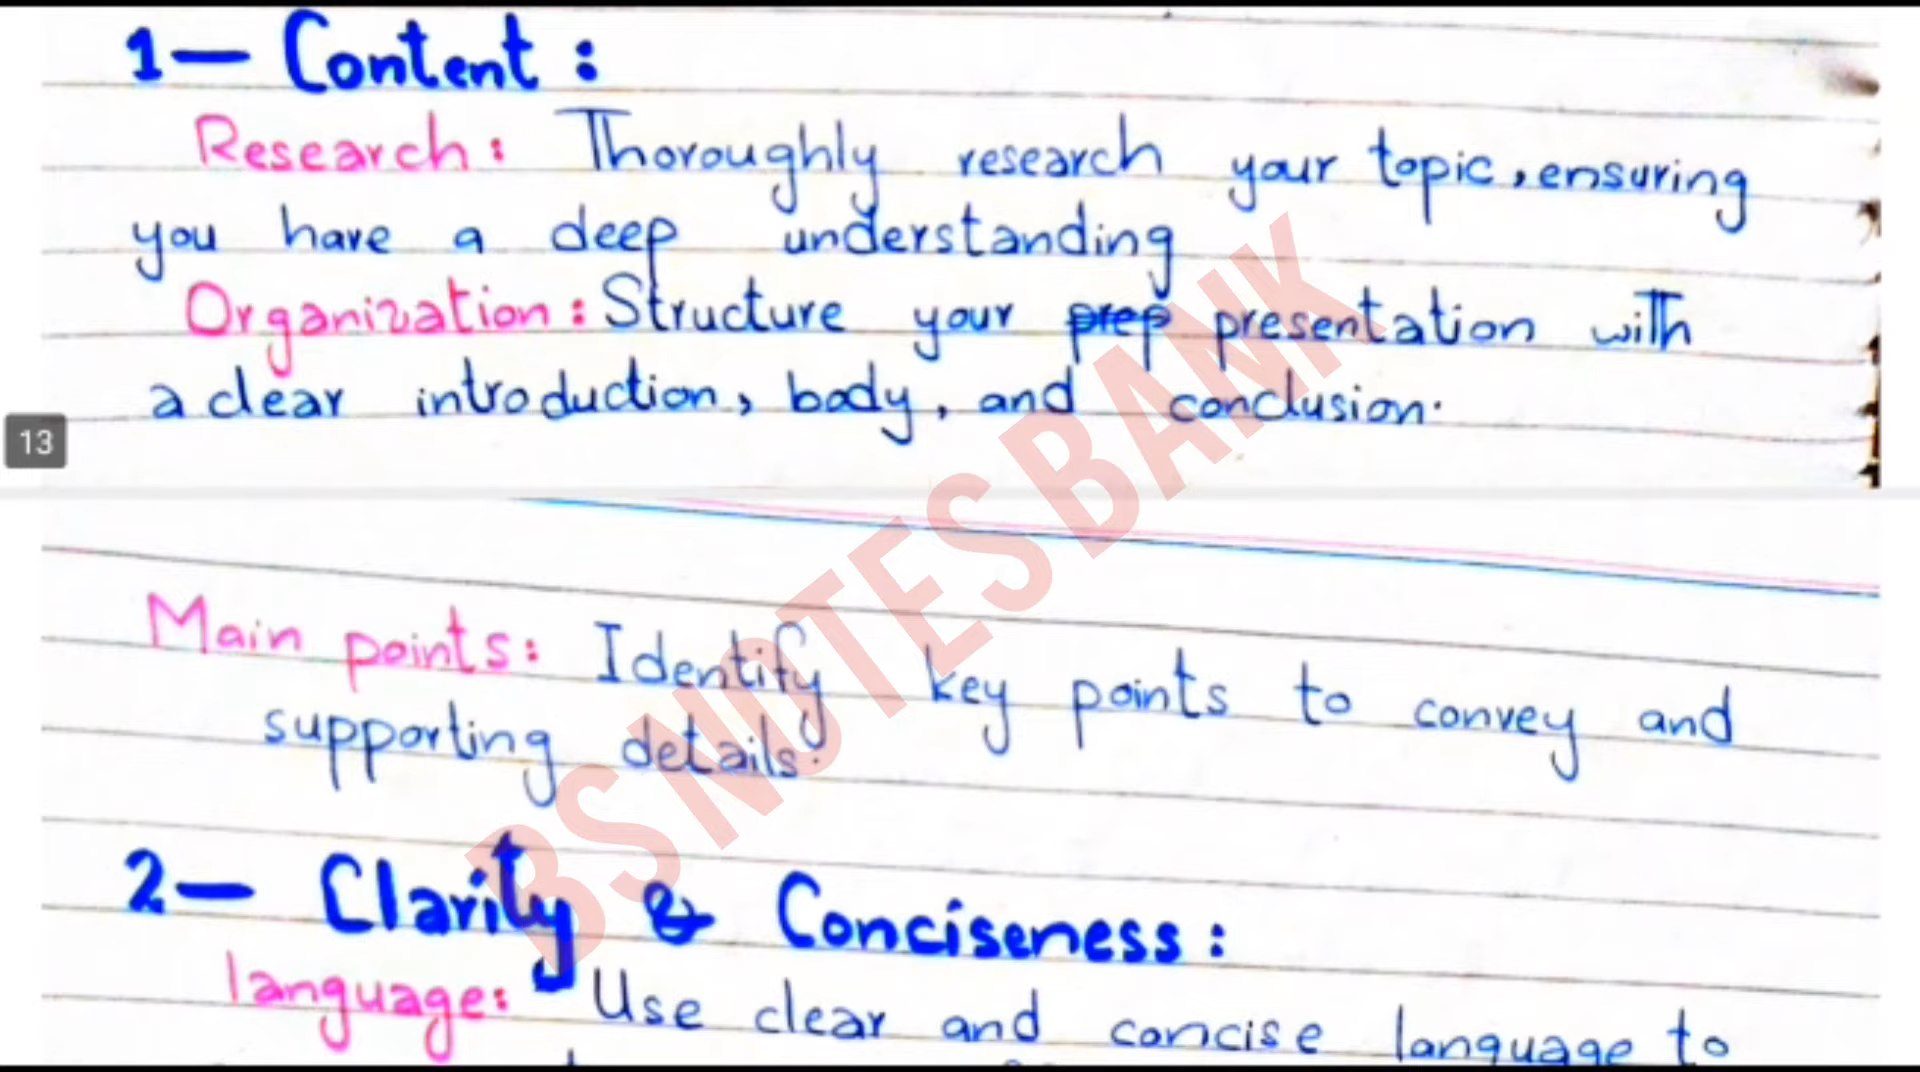 1— Content :
Research : Thoroughly research your topic, ensuring
you have a deep understanding
Organization : Structure your prep presentation with
a clear introduction, body, and conclusion.
13
Main points : Identify key points to convey and
supporting details.
2— Clarity & Conciseness :
language : Use clear and concise language to
BSNOTES BANK